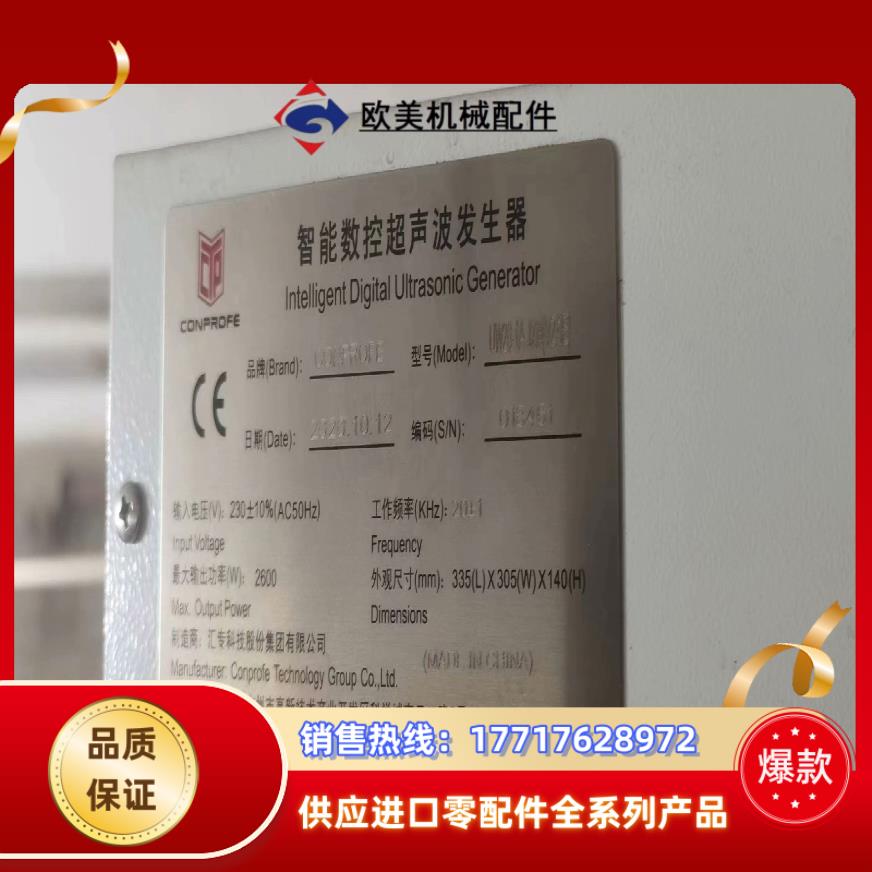 欧美机械配件
智能数控超声波发生器
Intelligent Digital Ultrasonic Generator
CONPROFE
品牌(Brand): CONPROFE
型号(Model):
CE
日期(Date): 2020.10.12
编码(S/N):
输入电压(V): 230±10%(AC50Hz)
工作频率(KHz):
Input Voltage
Frequency
最大输出功率(W): 2600
外观尺寸(mm): 335(L)X305(W)X140(H)
Max. Output Power
Dimensions
制造商: 汇专科技股份集团有限公司
(MADE IN CHINA)
Manufacturer: Conprofe Technology Group Co.,Ltd.
品质
保证
销售热线：17717628972
供应进口零配件全系列产品
爆款